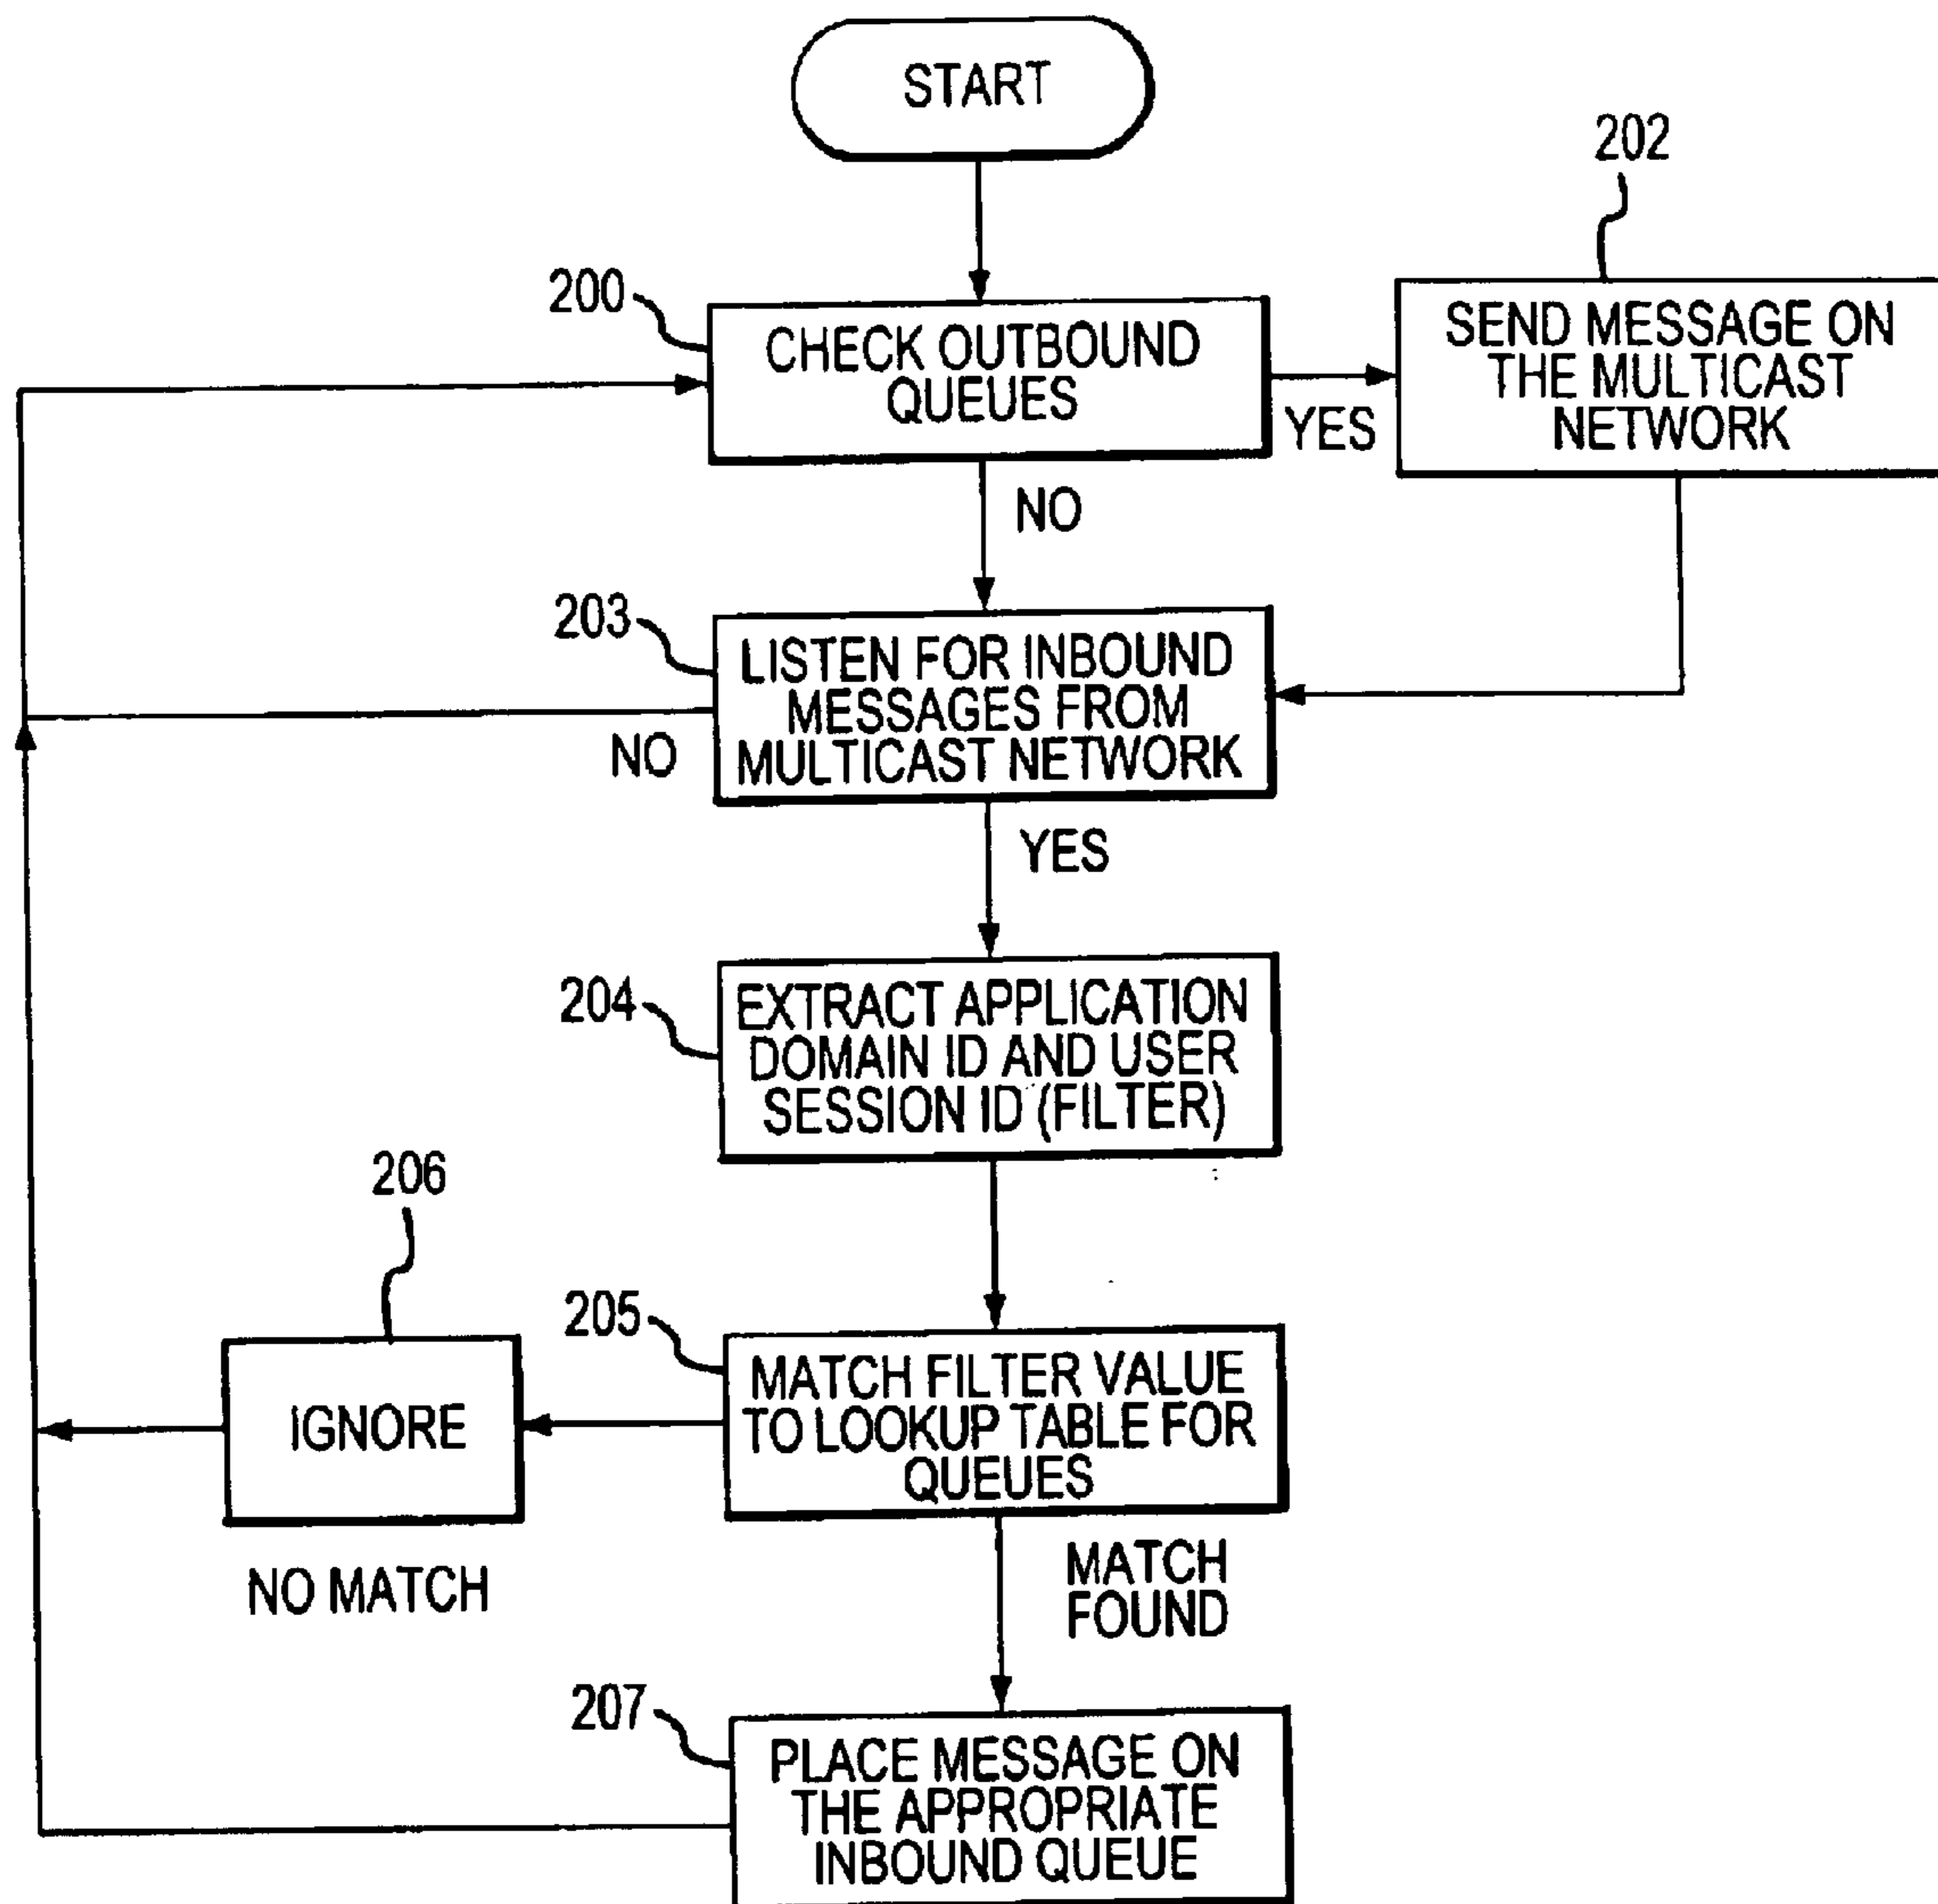 START
202
200
CHECK OUTBOUND
QUEUES
YES
SEND MESSAGE ON
THE MULTICAST
NETWORK
NO
203
LISTEN FOR INBOUND
MESSAGES FROM
MULTICAST NETWORK
NO
YES
204
EXTRACT APPLICATION
DOMAIN ID AND USER
SESSION ID (FILTER)
206
205
IGNORE
MATCH FILTER VALUE
TO LOOKUP TABLE FOR
QUEUES
NO MATCH
MATCH
FOUND
207
PLACE MESSAGE ON
THE APPROPRIATE
INBOUND QUEUE